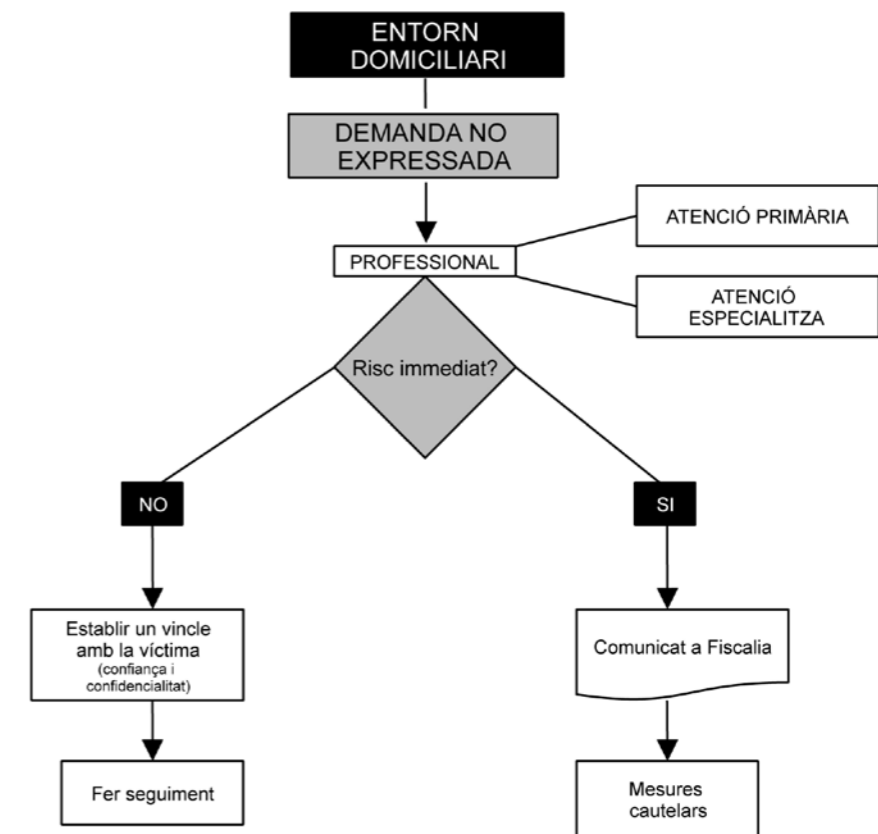 ENTORN
DOMICILIARI
DEMANDA NO
EXPRESSADA
ATENCIÓ PRIMÀRIA
PROFESSIONAL
ATENCIÓ
ESPECIALITZA
Risc immediat?
NO
SI
Establir un vincle
amb la víctima
(confiança i
confidencialitat)
Comunicat a Fiscalia
Fer seguiment
Mesures
cautelars